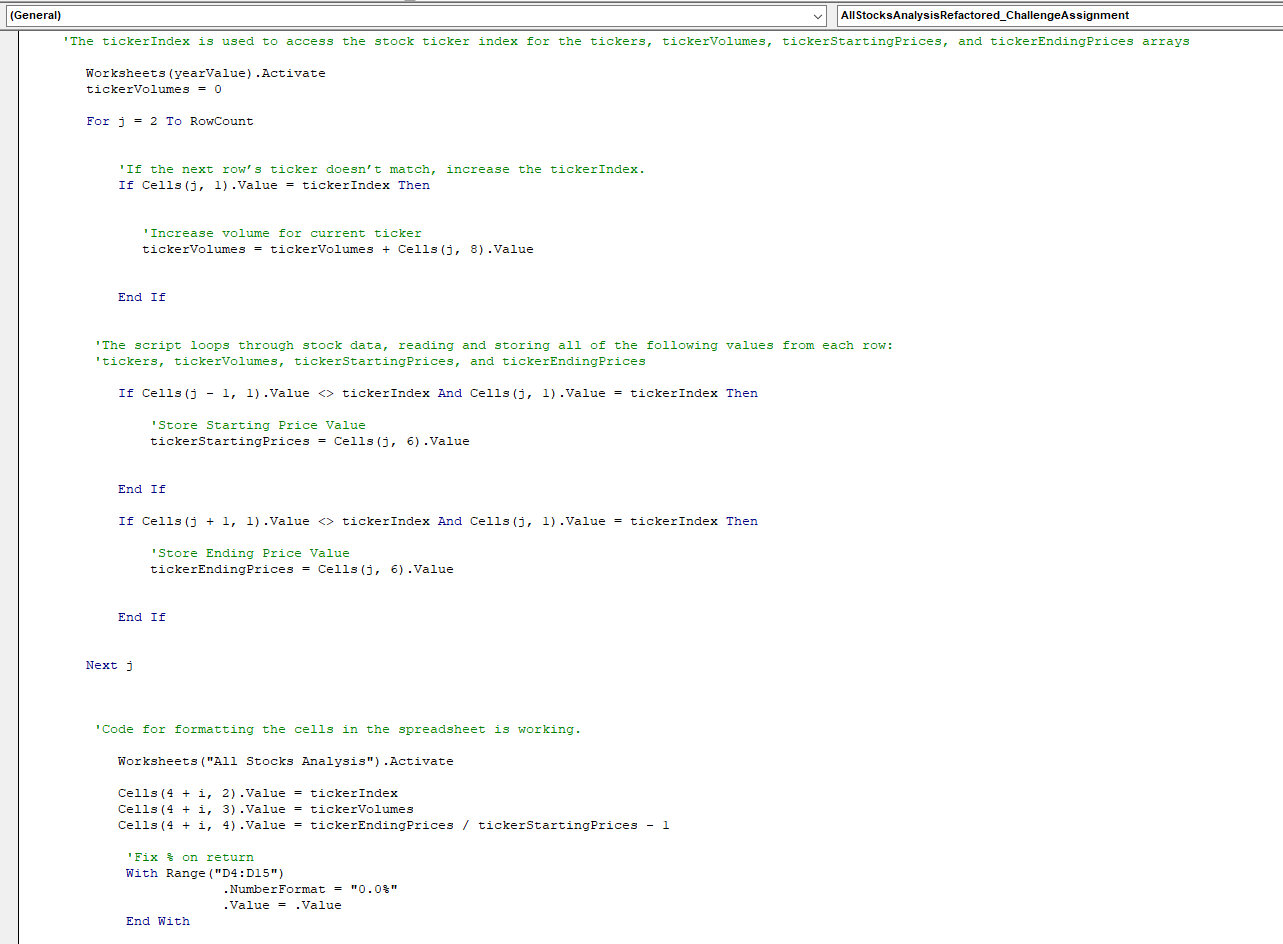 (General)
AllStocksAnalysisRefactored_ChallengeAssignment
'The tickerIndex is used to access the stock ticker index for the tickers, tickerVolumes, tickerStartingPrices, and tickerEndingPrices arrays
Worksheets(yearValue).Activate
tickerVolumes = 0
For j = 2 To RowCount
'If the next row’s ticker doesn’t match, increase the tickerIndex.
If Cells(j, 1).Value = tickerIndex Then
'Increase volume for current ticker
tickerVolumes = tickerVolumes + Cells(j, 8).Value
End If
'The script loops through stock data, reading and storing all of the following values from each row:
'tickers, tickerVolumes, tickerStartingPrices, and tickerEndingPrices
If Cells(j - 1, 1).Value <> tickerIndex And Cells(j, 1).Value = tickerIndex Then
'Store Starting Price Value
tickerStartingPrices = Cells(j, 6).Value
End If
If Cells(j + 1, 1).Value <> tickerIndex And Cells(j, 1).Value = tickerIndex Then
'Store Ending Price Value
tickerEndingPrices = Cells(j, 6).Value
End If
Next j
'Code for formatting the cells in the spreadsheet is working.
Worksheets("All Stocks Analysis").Activate
Cells(4 + i, 2).Value = tickerIndex
Cells(4 + i, 3).Value = tickerVolumes
Cells(4 + i, 4).Value = tickerEndingPrices / tickerStartingPrices - 1
'Fix % on return
With Range("D4:D15")
.NumberFormat = "0.0%"
.Value = .Value
End With